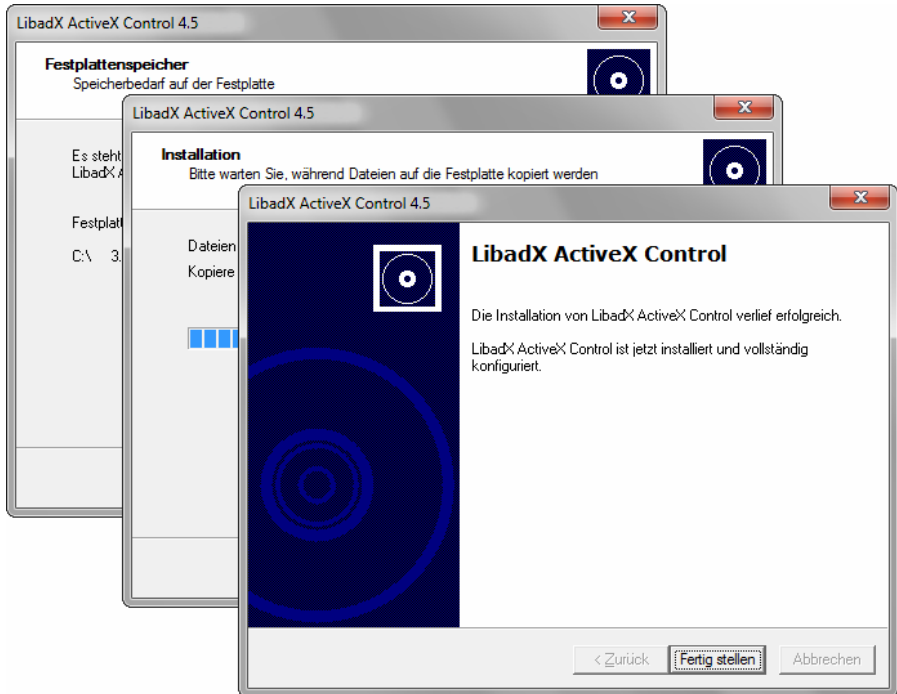 LibadX ActiveX Control 4.5
Festplattenspeicher
Speicherbedarf auf der Festplatte
Es steht
LibadX
C:\ 3.
LibadX ActiveX Control 4.5
Installation
Bitte warten Sie, während Dateien auf die Festplatte kopiert werden
Dateien
Kopiere
LibadX ActiveX Control 4.5
LibadX ActiveX Control
Die Installation von LibadX ActiveX Control verlief erfolgreich.
LibadX ActiveX Control ist jetzt installiert und vollständig
konfiguriert.
< Zurück
Fertig stellen
Abbrechen